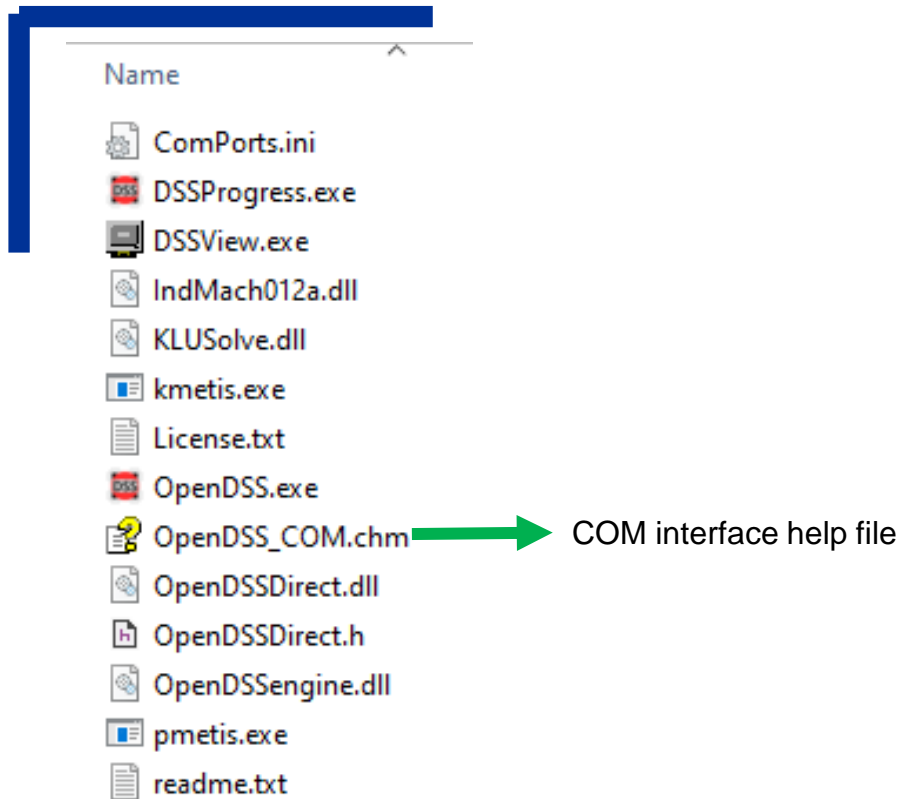 Name
ComPorts.ini
DSSProgress.exe
DSSView.exe
IndMach012a.dll
KLUSolve.dll
kmetis.exe
License.txt
OpenDSS.exe
OpenDSS_COM.chm COM interface help file
OpenDSSDirect.dll
OpenDSSDirect.h
OpenDSSengine.dll
pmetis.exe
readme.txt